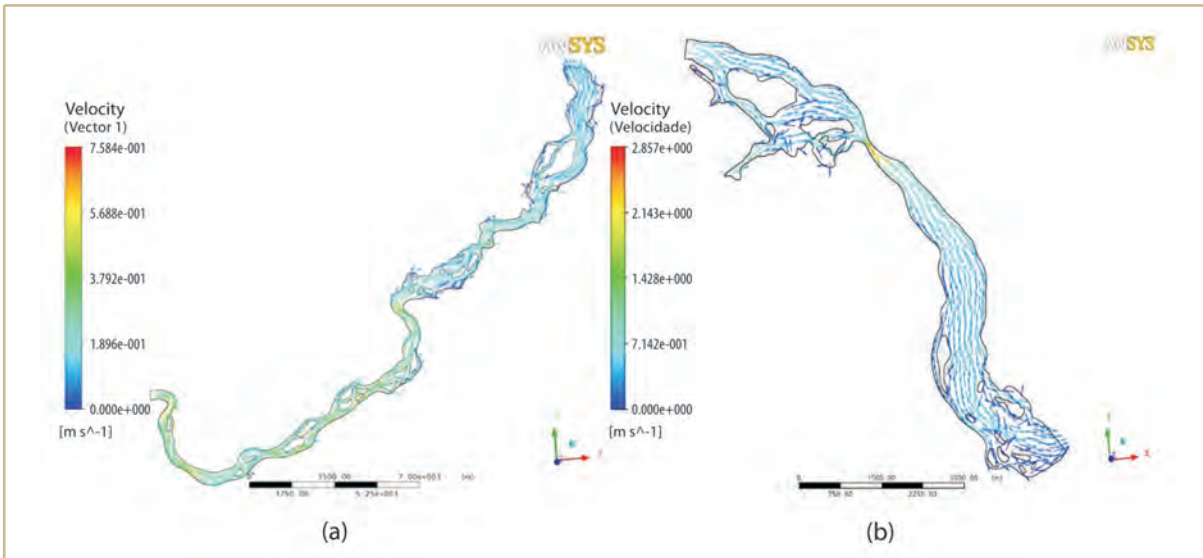 ANSYS
Velocity
(Vector 1)
7.584e-001
5.688e-001
3.792e-001
1.896e-001
0.000e+000
[m s^-1]
(a)
ANSYS
Velocity
(Velocidade)
2.857e+000
2.143e+000
1.428e+000
7.142e-001
0.000e+000
[m s^-1]
(b)